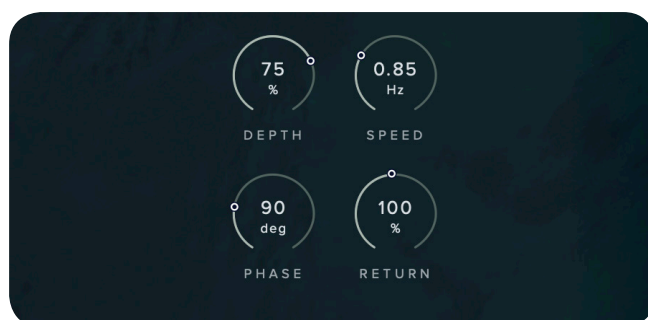 75
%
DEPTH
0.85
Hz
SPEED
90
deg
PHASE
100
%
RETURN